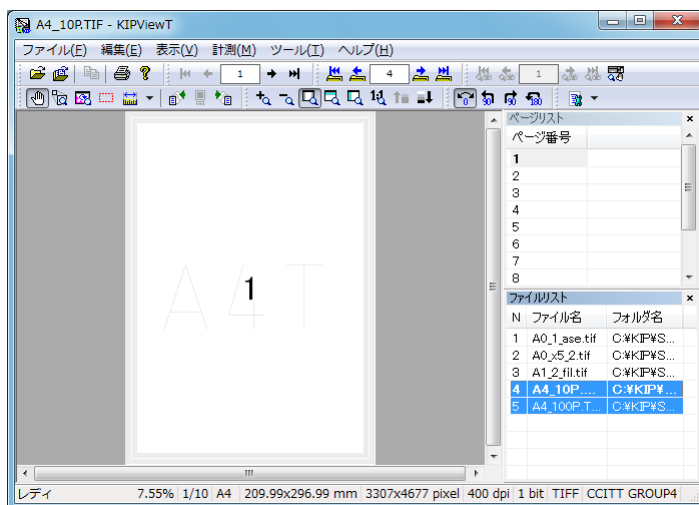 A4_10P.TIF - KIPViewT
ファイル(F) 編集(E) 表示(V) 計測(M) ツール(T) ヘルプ(H)
1 4 1
ページリスト
ページ番号
1
2
3
4
5
6
7
8
A4T
1
ファイルリスト
N ファイル名 フォルダ名
1 A0_1_ase.tif C:¥KIP¥S...
2 A0_x5_2.tif C:¥KIP¥S...
3 A1_2_fil.tif C:¥KIP¥S...
4 A4_10P.... C:¥KIP¥...
5 A4_100P.T... C:¥KIP¥S...
レディ 7.55% 1/10 A4 209.99x296.99 mm 3307x4677 pixel 400 dpi 1 bit TIFF CCITT GROUP4